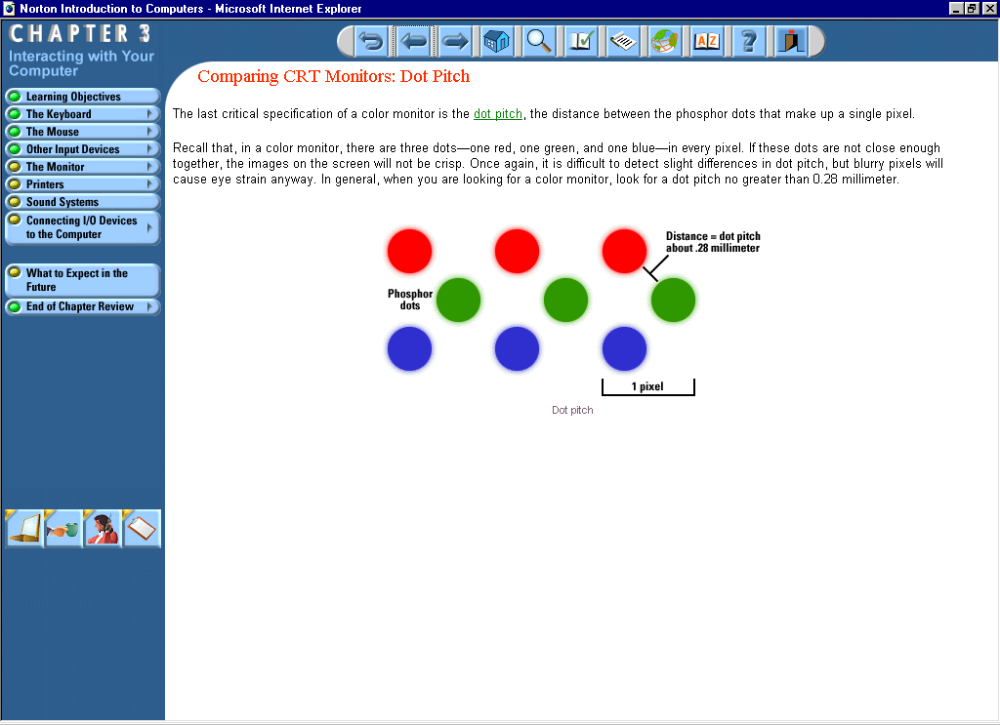 Norton Introduction to Computers - Microsoft Internet Explorer
CHAPTER 3
Interacting with Your
Computer
Learning Objectives
The Keyboard
The Mouse
Other Input Devices
The Monitor
Printers
Sound Systems
Connecting I/O Devices
to the Computer
What to Expect in the
Future
End of Chapter Review
A Z
?
Comparing CRT Monitors: Dot Pitch
The last critical specification of a color monitor is the dot pitch, the distance between the phosphor dots that make up a single pixel.
Recall that, in a color monitor, there are three dots—one red, one green, and one blue—in every pixel. If these dots are not close enough
together, the images on the screen will not be crisp. Once again, it is difficult to detect slight differences in dot pitch, but blurry pixels will
cause eye strain anyway. In general, when you are looking for a color monitor, look for a dot pitch no greater than 0.28 millimeter.
Distance = dot pitch
about .28 millimeter
Phosphor
dots
1 pixel
Dot pitch